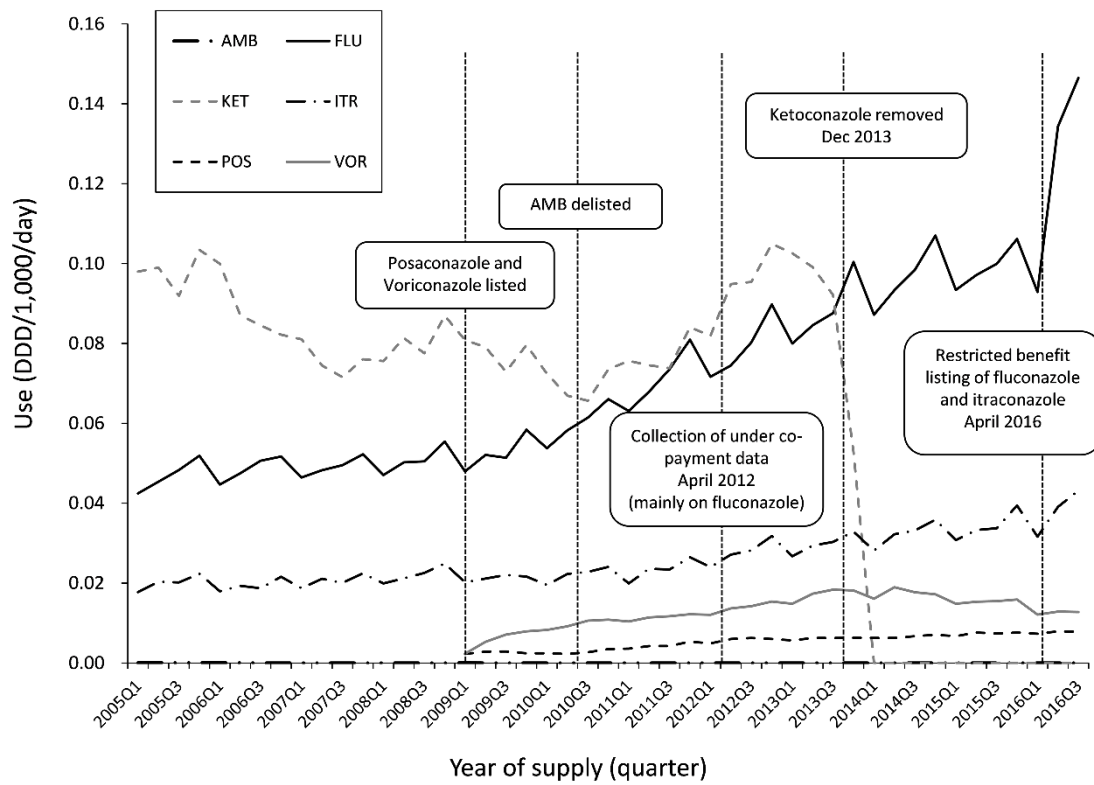 0.16
0.14
0.12
0.10
0.08
0.06
0.04
0.02
0.00
Use (DDD/1,000/day)
AMB
FLU
KET
ITR
POS
VOR
Posaconazole and
Voriconazole listed
AMB delisted
Ketoconazole removed
Dec 2013
Collection of under co-
payment data
April 2012
(mainly on fluconazole)
Restricted benefit
listing of fluconazole
and itraconazole
April 2016
2005Q1
2005Q3
2006Q1
2006Q3
2007Q1
2007Q3
2008Q1
2008Q3
2009Q1
2009Q3
2010Q1
2010Q3
2011Q1
2011Q3
2012Q1
2012Q3
2013Q1
2013Q3
2014Q1
2014Q3
2015Q1
2015Q3
2016Q1
2016Q3
Year of supply (quarter)